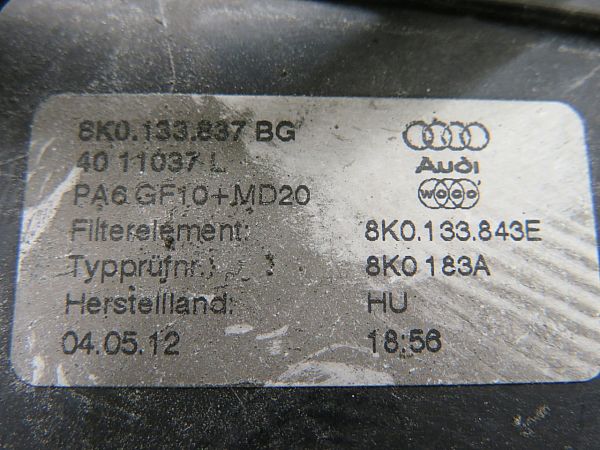 8K0.133.837 BG
40 11037 L
Audi
PA6 GF10+MD20
WOCO
Filterelement: 8K0.133.843E
Typprüfnr.: 8K0 183A
Herstellland: HU
04.05.12 18:56